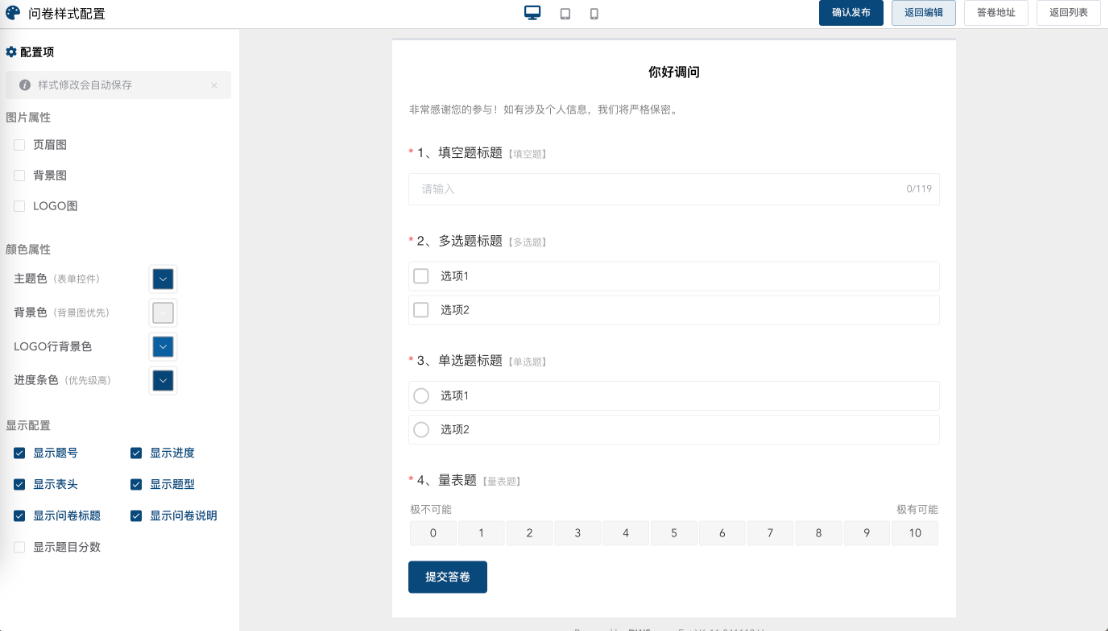 问卷样式配置
确认发布 返回编辑 答卷地址 返回列表
配置项
样式修改会自动保存
图片属性
页眉图
背景图
LOGO图
颜色属性
主题色（表单控件）
背景色（背景图优先）
LOGO行背景色
进度条色（优先级高）
显示配置
显示题号 显示进度
显示表头 显示题型
显示问卷标题 显示问卷说明
显示题目分数
你好调问
非常感谢您的参与！如有涉及个人信息，我们将严格保密。
* 1、填空题标题【填空题】
请输入 0/119
* 2、多选题标题【多选题】
选项1
选项2
* 3、单选题标题【单选题】
选项1
选项2
* 4、量表题【量表题】
极不可能 极有可能
0 1 2 3 4 5 6 7 8 9 10
提交答卷